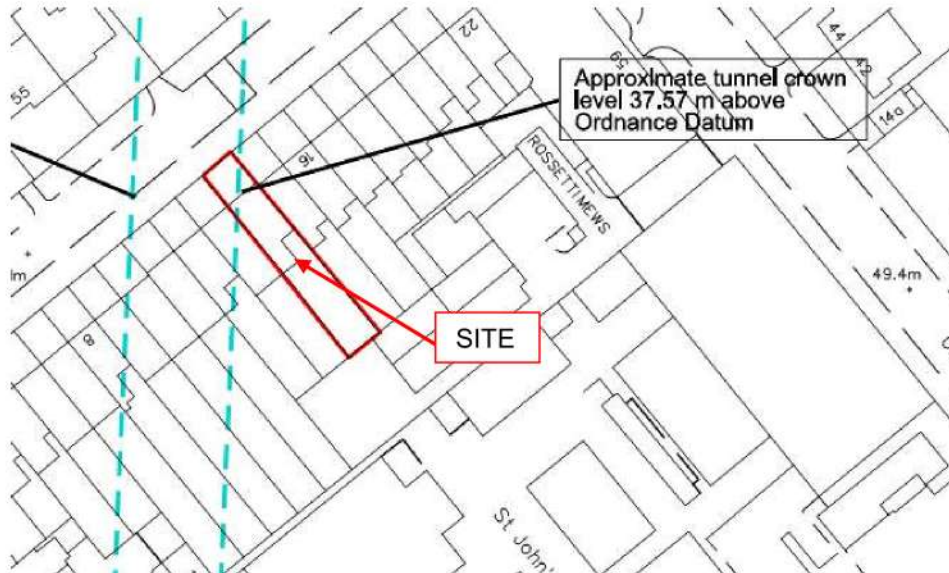 22
44
42
59
Approximate tunnel crown
level 37.57 m above
Ordnance Datum
55
14a
16
ROSSETTI MEWS
49.4m
SITE
8
St John'